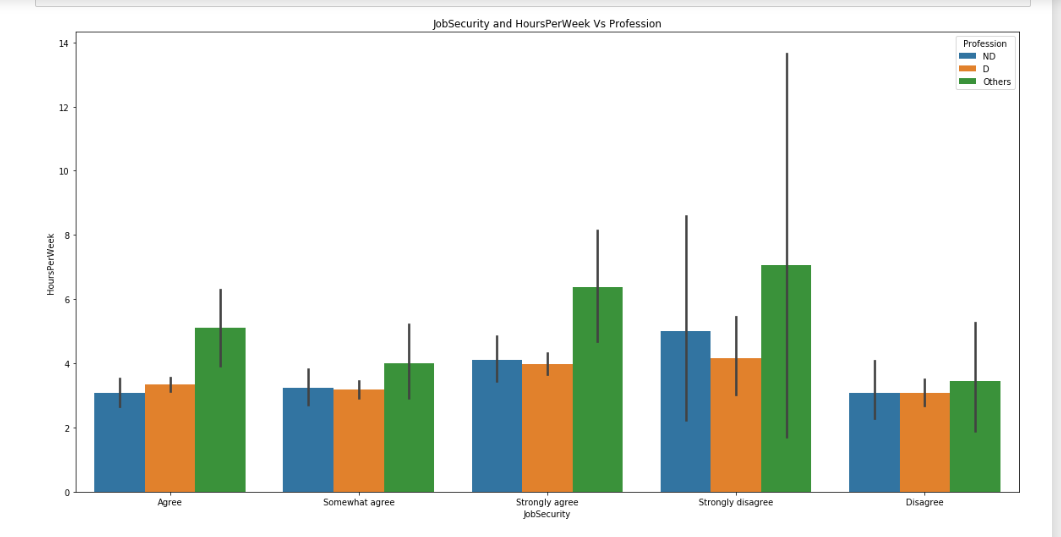 JobSecurity and HoursPerWeek Vs Profession
Profession
ND
D
Others
HoursPerWeek
14
12
10
8
6
4
2
0
Agree
Somewhat agree
Strongly agree
Strongly disagree
Disagree
JobSecurity